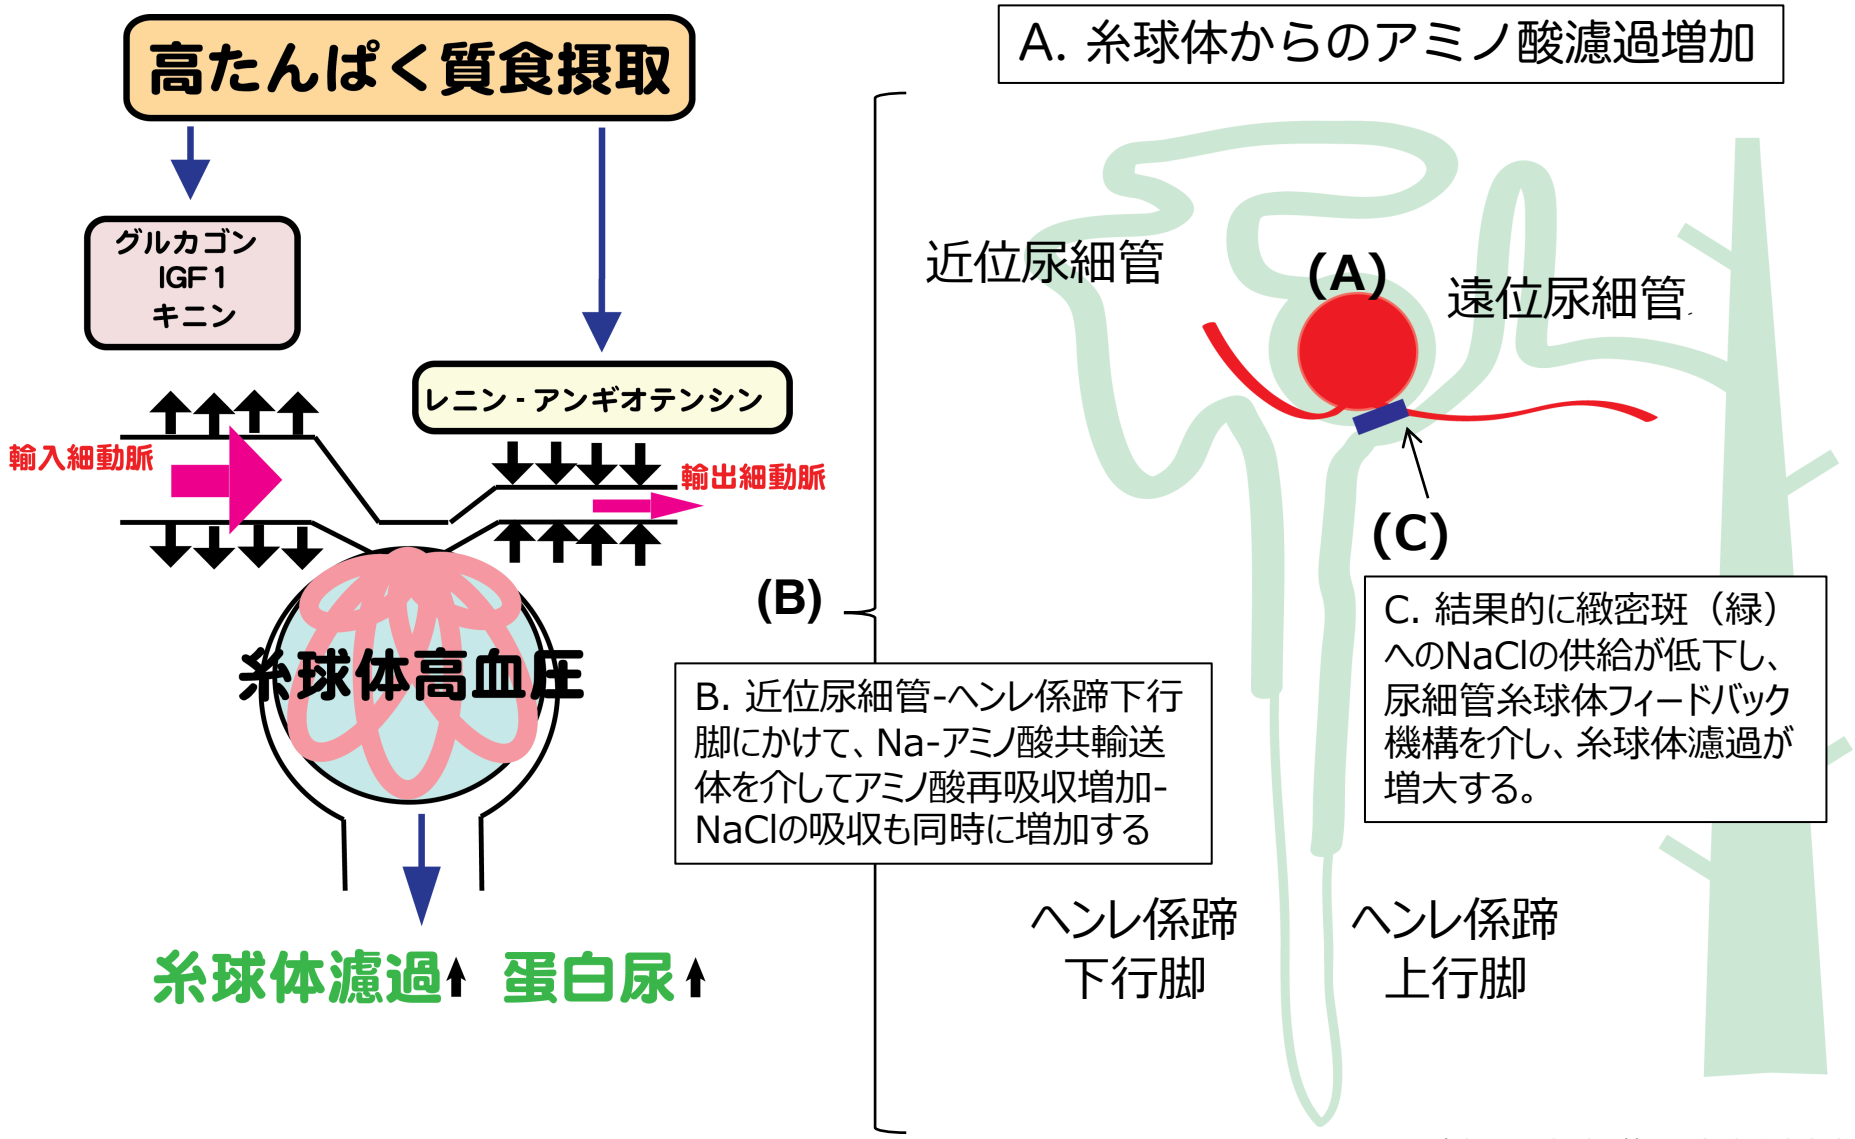 高たんぱく質食摂取
グルカゴン
IGF1
キニン
レニン - アンギオテンシン
輸入細動脈
輸出細動脈
糸球体高血圧
糸球体濾過 蛋白尿
A. 糸球体からのアミノ酸濾過増加
近位尿細管
(A)
遠位尿細管
(C)
(B)
C. 結果的に緻密斑（緑）
へのNaClの供給が低下し、
尿細管糸球体フィードバック
機構を介し、糸球体濾過が
増大する。
B. 近位尿細管-ヘンレ係蹄下行
脚にかけて、Na-アミノ酸共輸送
体を介してアミノ酸再吸収増加-
NaClの吸収も同時に増加する
ヘンレ係蹄
下行脚
ヘンレ係蹄
上行脚